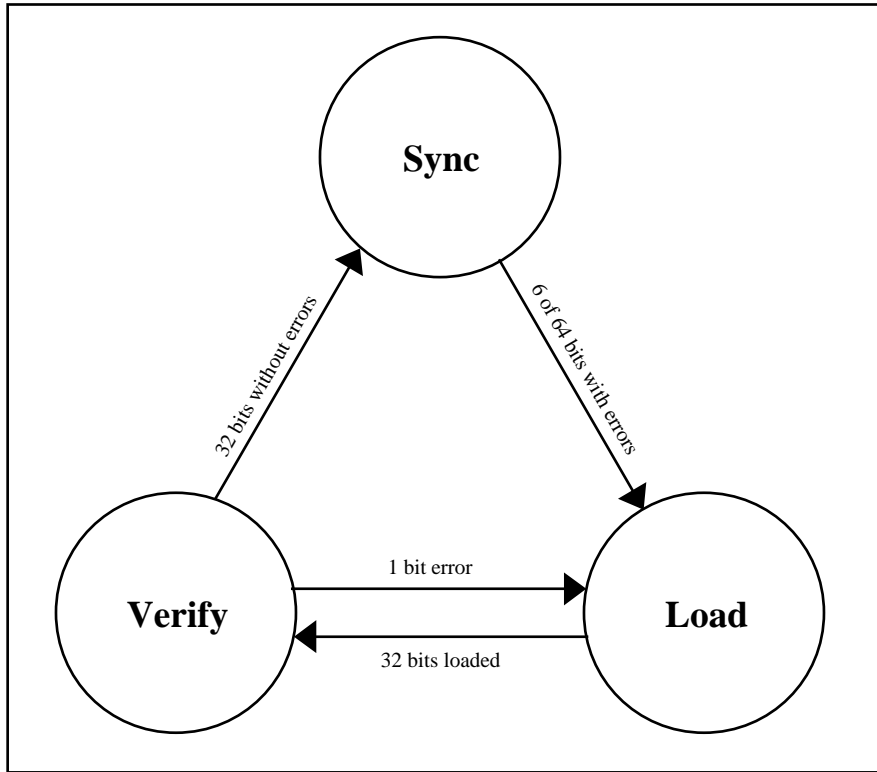 Sync
32 bits without errors
6 of 64 bits with errors
1 bit error
Verify
Load
32 bits loaded